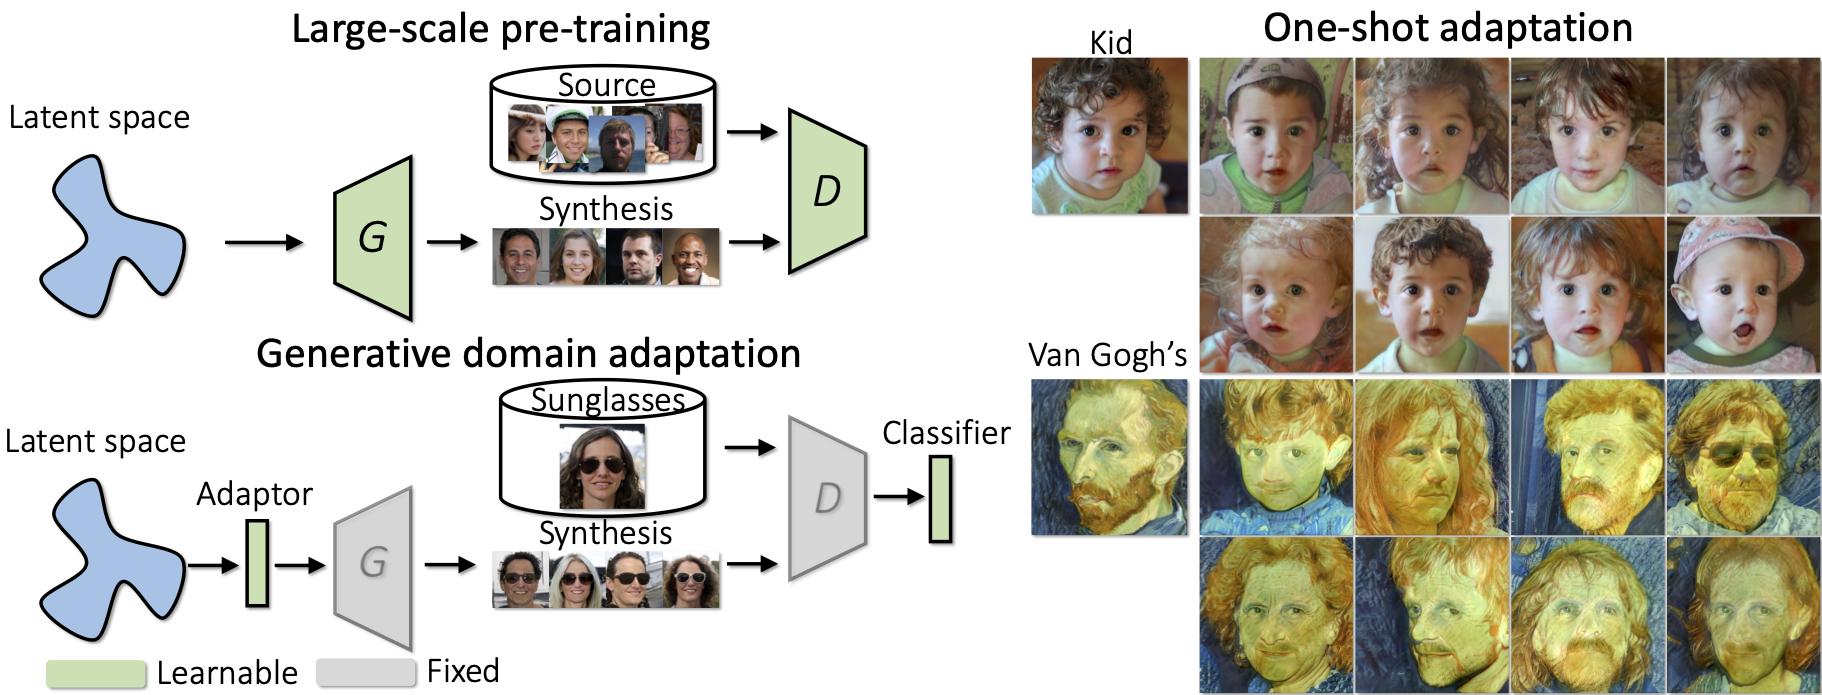 Large-scale pre-training
Latent space
Source
G
Synthesis
D
Generative domain adaptation
Latent space
Adaptor
Sunglasses
G
Synthesis
D
Classifier
Learnable
Fixed
One-shot adaptation
Kid
Van Gogh's